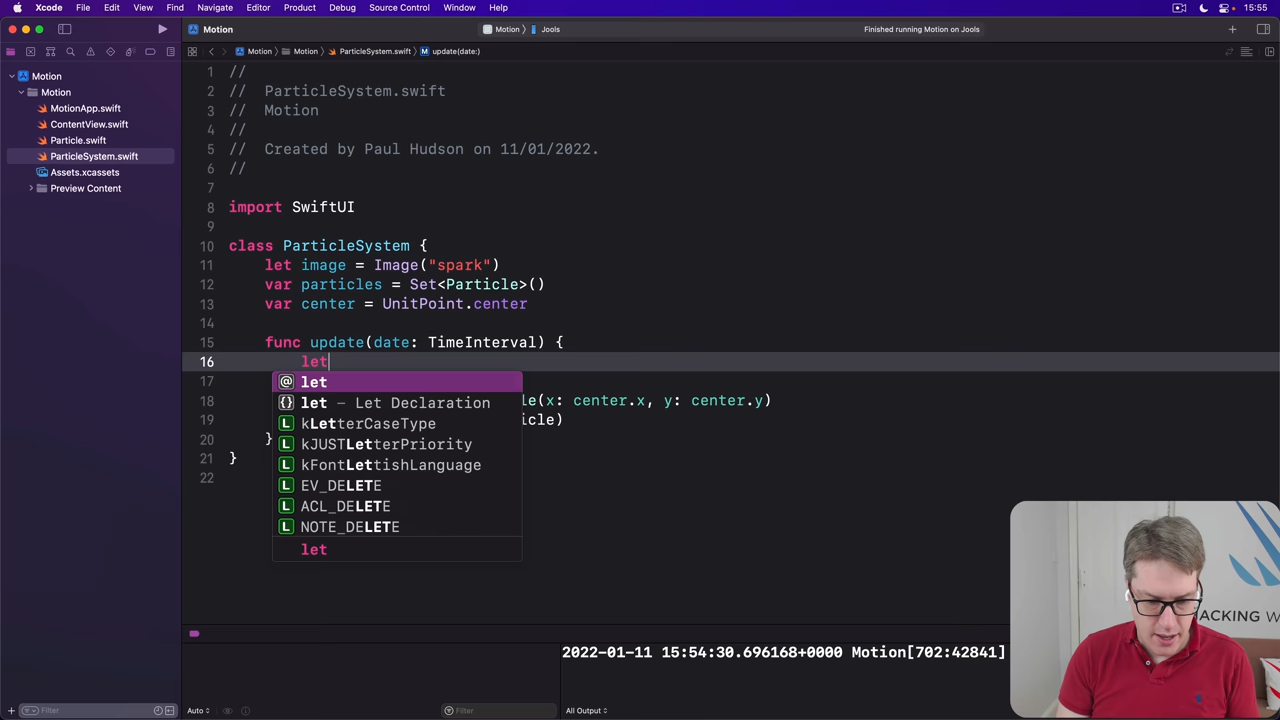 Xcode File Edit View Find Navigate Editor Product Debug Source Control Window Help 15:55
Motion Motion Jools Finished running Motion on Jools
Motion Motion ParticleSystem.swift M update(date:)
Motion
Motion
MotionApp.swift
ContentView.swift
Particle.swift
ParticleSystem.swift
Assets.xcassets
Preview Content
1 //
2 // ParticleSystem.swift
3 // Motion
4 //
5 // Created by Paul Hudson on 11/01/2022.
6 //
7
8 import SwiftUI
9
10 class ParticleSystem {
11 let image = Image("spark")
12 var particles = Set<Particle>()
13 var center = UnitPoint.center
14
15 func update(date: TimeInterval) {
16 let
17
18 le(x: center.x, y: center.y)
19 icle)
20 }
21 }
22
let
let – Let Declaration
kLetterCaseType
kJUSTLetterPriority
kFontLettishLanguage
EV_DELETE
ACL_DELETE
NOTE_DELETE
let
2022-01-11 15:54:30.696168+0000 Motion[702:42841]
Filter Auto Filter All Output
HACKING W